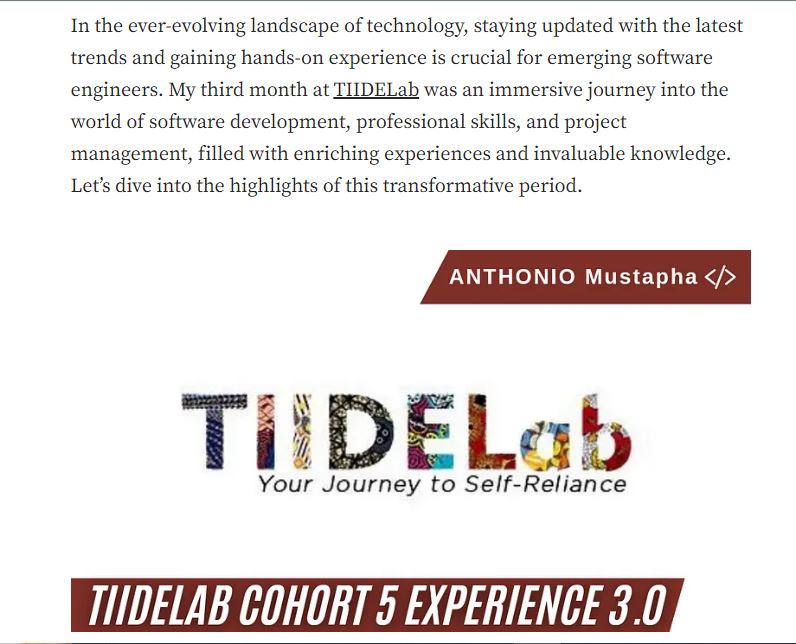 In the ever-evolving landscape of technology, staying updated with the latest
trends and gaining hands-on experience is crucial for emerging software
engineers. My third month at TIIDELab was an immersive journey into the
world of software development, professional skills, and project
management, filled with enriching experiences and invaluable knowledge.
Let’s dive into the highlights of this transformative period.
ANTHONIO Mustapha </>
TIIDELab
Your Journey to Self-Reliance
TIIDELAB COHORT 5 EXPERIENCE 3.0